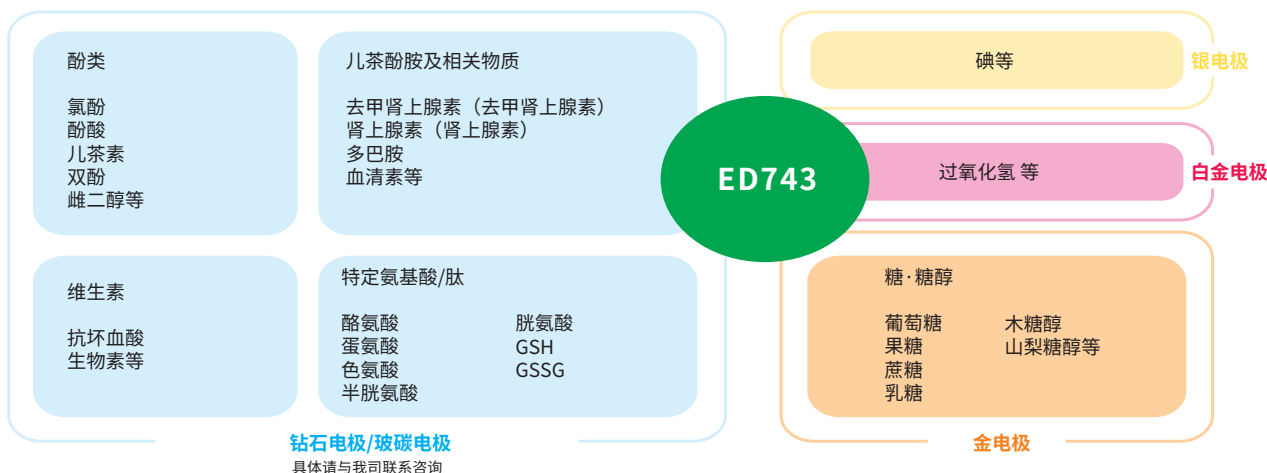 酚类
氯酚
酚酸
儿茶素
双酚
雌二醇等
儿茶酚胺及相关物质
去甲肾上腺素（去甲肾上腺素）
肾上腺素（肾上腺素）
多巴胺
血清素等
维生素
抗坏血酸
生物素等
特定氨基酸/肽
酪氨酸 胱氨酸
蛋氨酸 GSH
色氨酸 GSSG
半胱氨酸
钻石电极/玻碳电极
具体请与我司联系咨询
ED743
碘等
银电极
过氧化氢 等
白金电极
糖·糖醇
葡萄糖 木糖醇
果糖 山梨糖醇等
蔗糖
乳糖
金电极